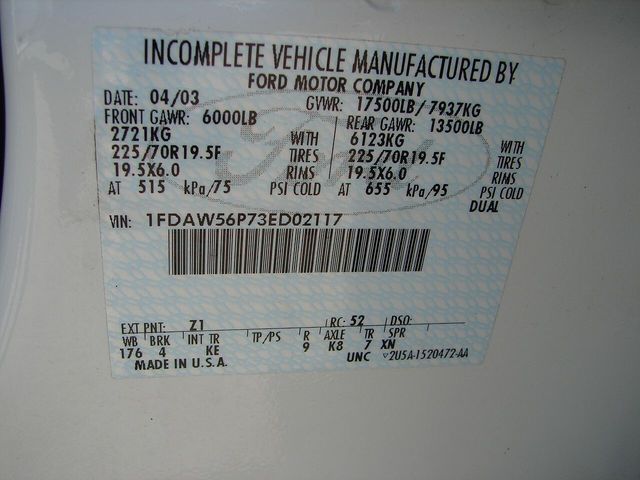 INCOMPLETE VEHICLE MANUFACTURED BY
FORD MOTOR COMPANY
DATE: 04/03 GVWR: 17500LB / 7937KG
FRONT GAWR: 6000LB REAR GAWR: 13500LB
2721KG WITH 6123KG WITH
225/70R19.5F TIRES 225/70R19.5F TIRES
19.5X6.0 RIMS 19.5X6.0 RIMS
AT 515 kPa/75 PSI COLD AT 655 kPa/95 PSI COLD
DUAL
VIN: 1FDAW56P73ED02117
Ford
EXT PNT: Z1 RC: 52 DSO:
WB BRK INT TR TP/PS R AXLE TR SPR
176 4 KE 9 K8 7 XN
MADE IN U.S.A. UNC 2U5A-1520472-AA